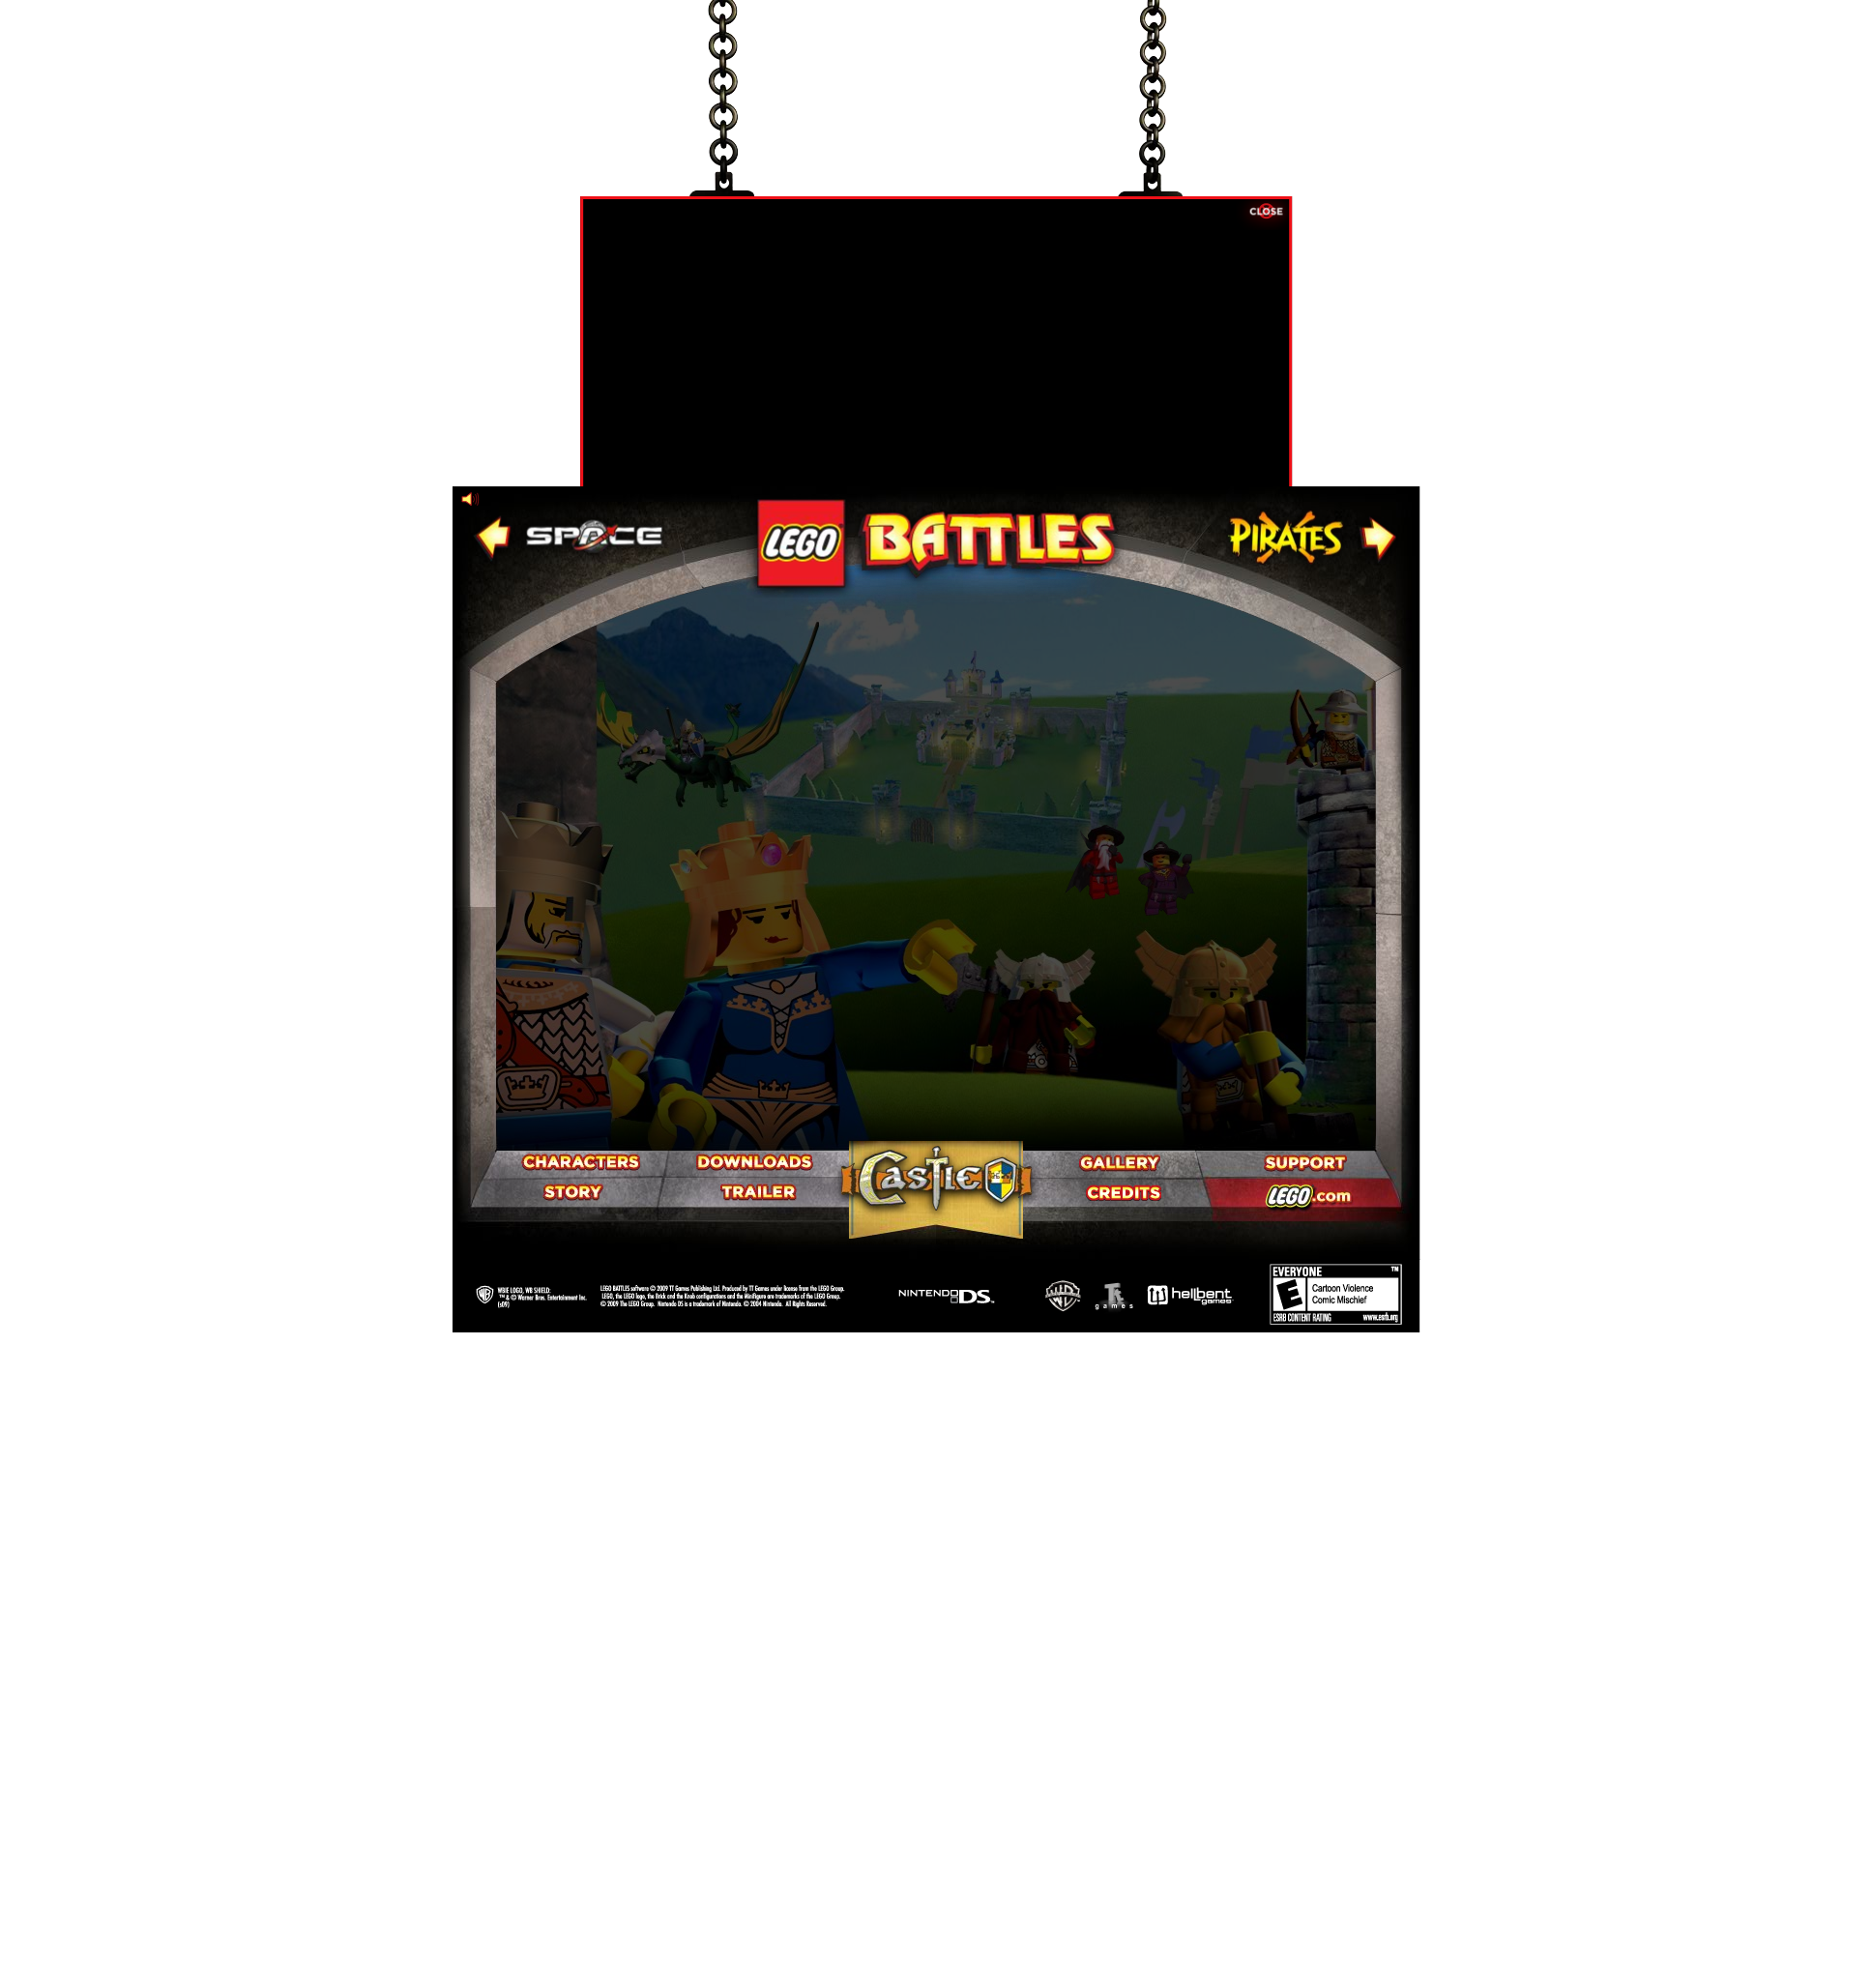 CLOSE
SPACE
LEGO BATTLES
PIRATES
CHARACTERS
DOWNLOADS
Castle
GALLERY
SUPPORT
STORY
TRAILER
CREDITS
LEGO.com
WBIE LOGO, WB SHIELD:
™ & © Warner Bros. Entertainment Inc.
(s09)
LEGO BATTLES software © 2009 TT Games Publishing Ltd. Produced by TT Games under license from the LEGO Group.
LEGO, the LEGO logo, the Brick and the Knob configurations and the Minifigure are trademarks of the LEGO Group.
© 2009 The LEGO Group. Nintendo DS is a trademark of Nintendo. © 2004 Nintendo. All Rights Reserved.
NINTENDO DS™
games
hellbent
games
EVERYONE ™
E
Cartoon Violence
Comic Mischief
ESRB CONTENT RATING www.esrb.org